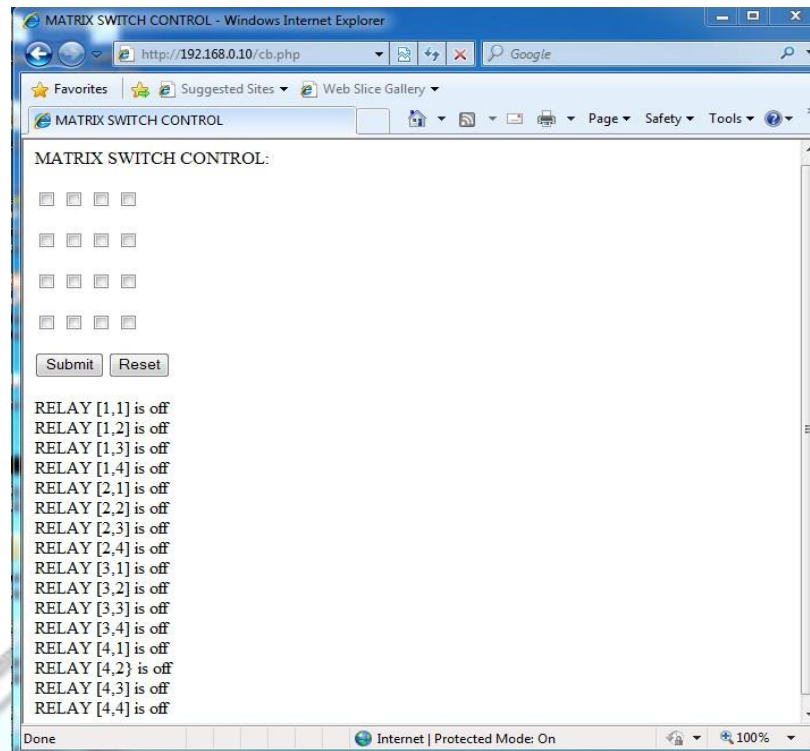 MATRIX SWITCH CONTROL - Windows Internet Explorer
http://192.168.0.10/cb.php
Google
Favorites Suggested Sites Web Slice Gallery
MATRIX SWITCH CONTROL Page Safety Tools
MATRIX SWITCH CONTROL:
Submit Reset
RELAY [1,1] is off
RELAY [1,2] is off
RELAY [1,3] is off
RELAY [1,4] is off
RELAY [2,1] is off
RELAY [2,2] is off
RELAY [2,3] is off
RELAY [2,4] is off
RELAY [3,1] is off
RELAY [3,2] is off
RELAY [3,3] is off
RELAY [3,4] is off
RELAY [4,1] is off
RELAY [4,2} is off
RELAY [4,3] is off
RELAY [4,4] is off
Done Internet | Protected Mode: On 100%